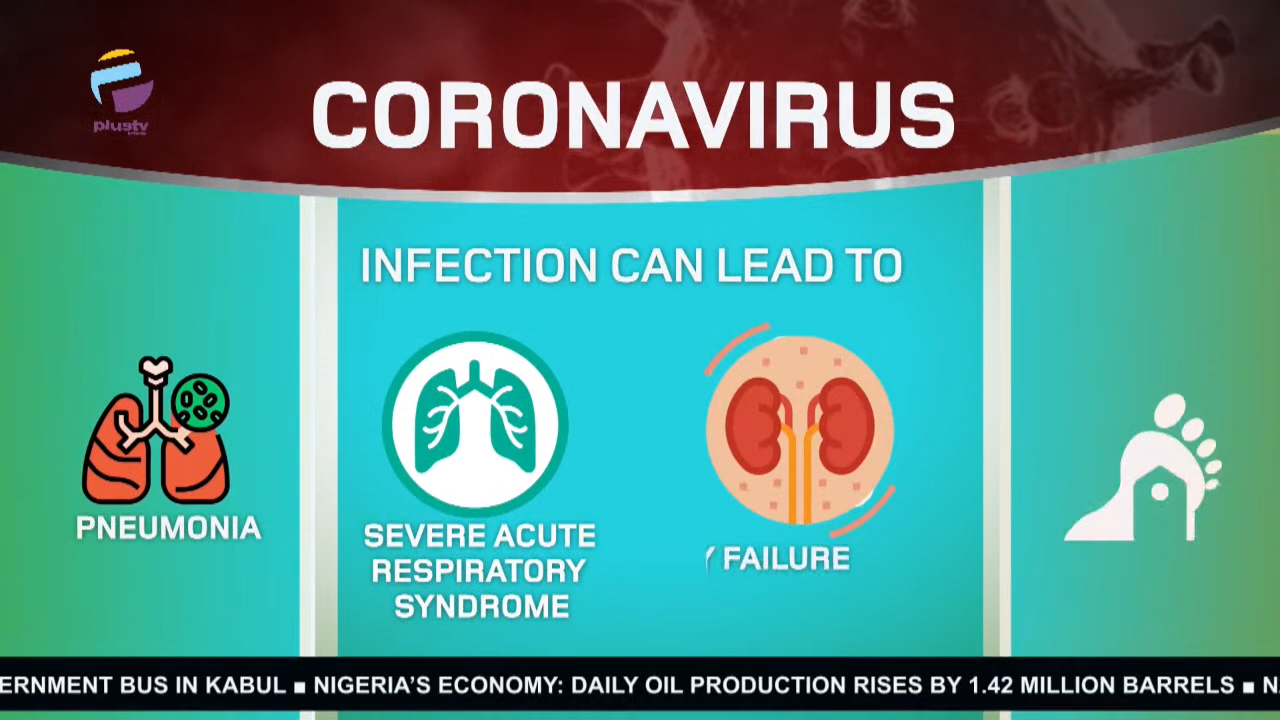 plustv
CORONAVIRUS
INFECTION CAN LEAD TO
PNEUMONIA
SEVERE ACUTE
RESPIRATORY
SYNDROME
Y FAILURE
ERNMENT BUS IN KABUL ■ NIGERIA'S ECONOMY: DAILY OIL PRODUCTION RISES BY 1.42 MILLION BARRELS ■ N